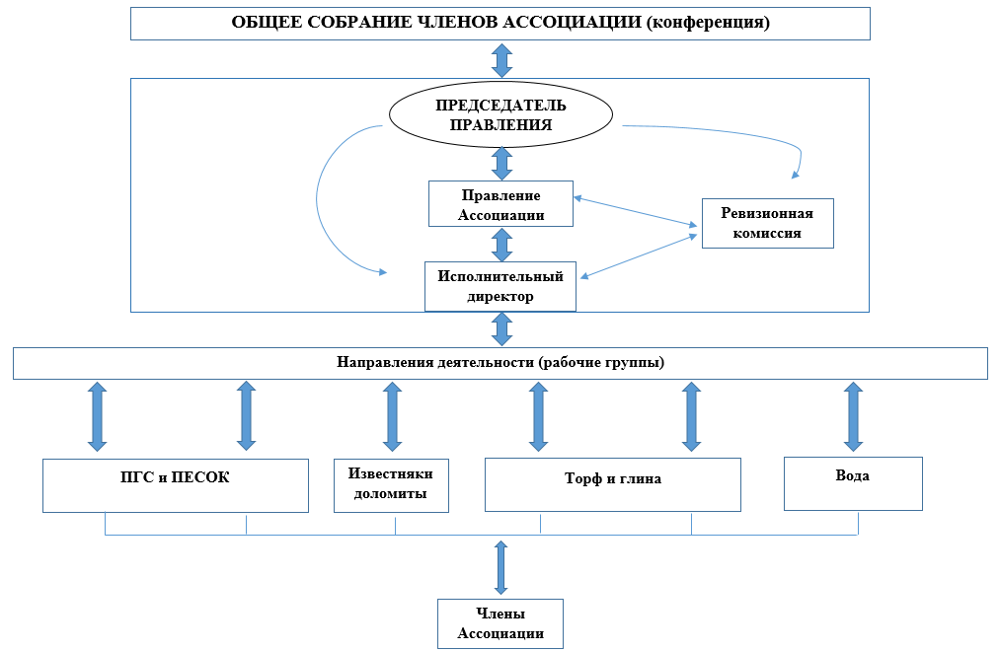 ОБЩЕЕ СОБРАНИЕ ЧЛЕНОВ АССОЦИАЦИИ (конференция)
ПРЕДСЕДАТЕЛЬ
ПРАВЛЕНИЯ
Правление
Ассоциации
Ревизионная
комиссия
Исполнительный
директор
Направления деятельности (рабочие группы)
ПГС и ПЕСОК
Известняки
доломиты
Торф и глина
Вода
Члены
Ассоциации